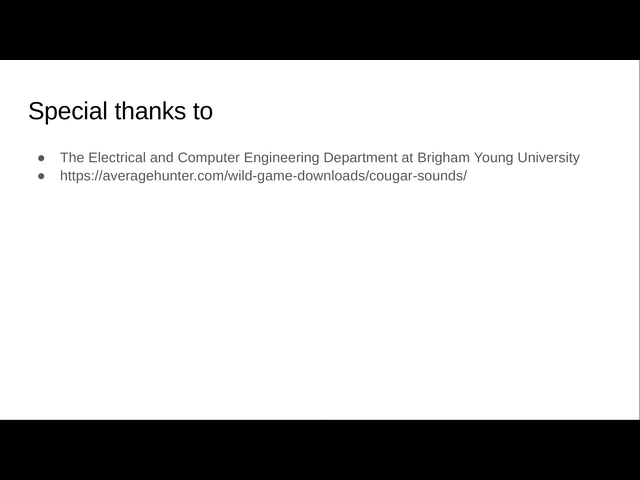 Special thanks to
● The Electrical and Computer Engineering Department at Brigham Young University
● https://averagehunter.com/wild-game-downloads/cougar-sounds/